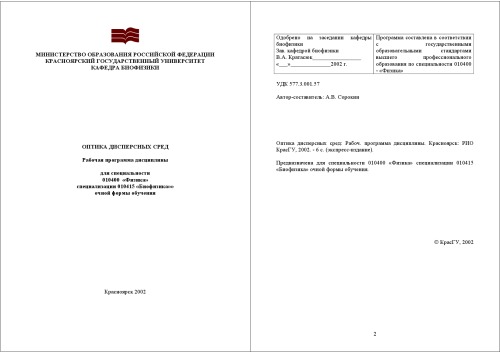 МИНИСТЕРСТВО ОБРАЗОВАНИЯ РОССИЙСКОЙ ФЕДЕРАЦИИ
КРАСНОЯРСКИЙ ГОСУДАРСТВЕННЫЙ УНИВЕРСИТЕТ
КАФЕДРА БИОФИЗИКИ
ОПТИКА ДИСПЕРСНЫХ СРЕД
Рабочая программа дисциплины
для специальности
010400 «Физика»
специализация 010415 «Биофизика»
очной формы обучения
Красноярск 2002
Одобрено на заседании кафедры
биофизики
Зав. кафедрой биофизики
В.А. Кратасюк________________
«___»______________2002 г.
Программа составлена в соответствии
с государственными
образовательными стандартами
высшего профессионального
образования по специальности 010400
- «Физика»
УДК 577.3.001.57
Автор-составитель: А.В. Сорокин
Оптика дисперсных сред: Рабоч. программа дисциплины. Красноярск: РИО
КрасГУ, 2002. - 6 с. (экспресс-издание).
Предназначена для специальности 010400 «Физика» специализации 010415
«Биофизика» очной формы обучения.
© КрасГУ, 2002
2